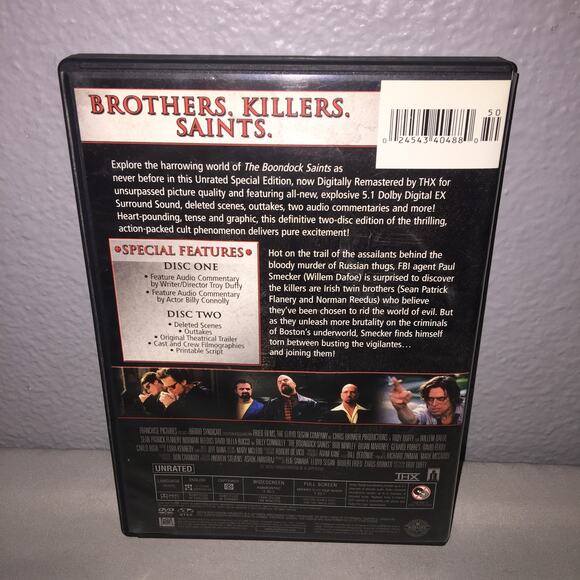 BROTHERS. KILLERS.
SAINTS.
50
0 24543 40488 0
Explore the harrowing world of The Boondock Saints as
never before in this Unrated Special Edition, now Digitally Remastered by THX for
unsurpassed picture quality and featuring all-new, explosive 5.1 Dolby Digital EX
Surround Sound, deleted scenes, outtakes, two audio commentaries and more!
Heart-pounding, tense and graphic, this definitive two-disc edition of the thrilling,
action-packed cult phenomenon delivers pure excitement!
SPECIAL FEATURES
DISC ONE
• Feature Audio Commentary
by Writer/Director Troy Duffy
• Feature Audio Commentary
by Actor Billy Connolly
DISC TWO
• Deleted Scenes
• Outtakes
• Original Theatrical Trailer
• Cast and Crew Filmographies
• Printable Script
Hot on the trail of the assailants behind the
bloody murder of Russian thugs, FBI agent Paul
Smecker (Willem Dafoe) is surprised to discover
the killers are Irish twin brothers (Sean Patrick
Flanery and Norman Reedus) who believe
they've been chosen to rid the world of evil. But
as they unleash more brutality on the criminals
of Boston's underworld, Smecker finds himself
torn between busting the vigilantes...
and joining them!
UNRATED
LANGUAGES
ENGLISH
CAPTIONS
WIDESCREEN
FULL SCREEN
THX
DVD
FOX